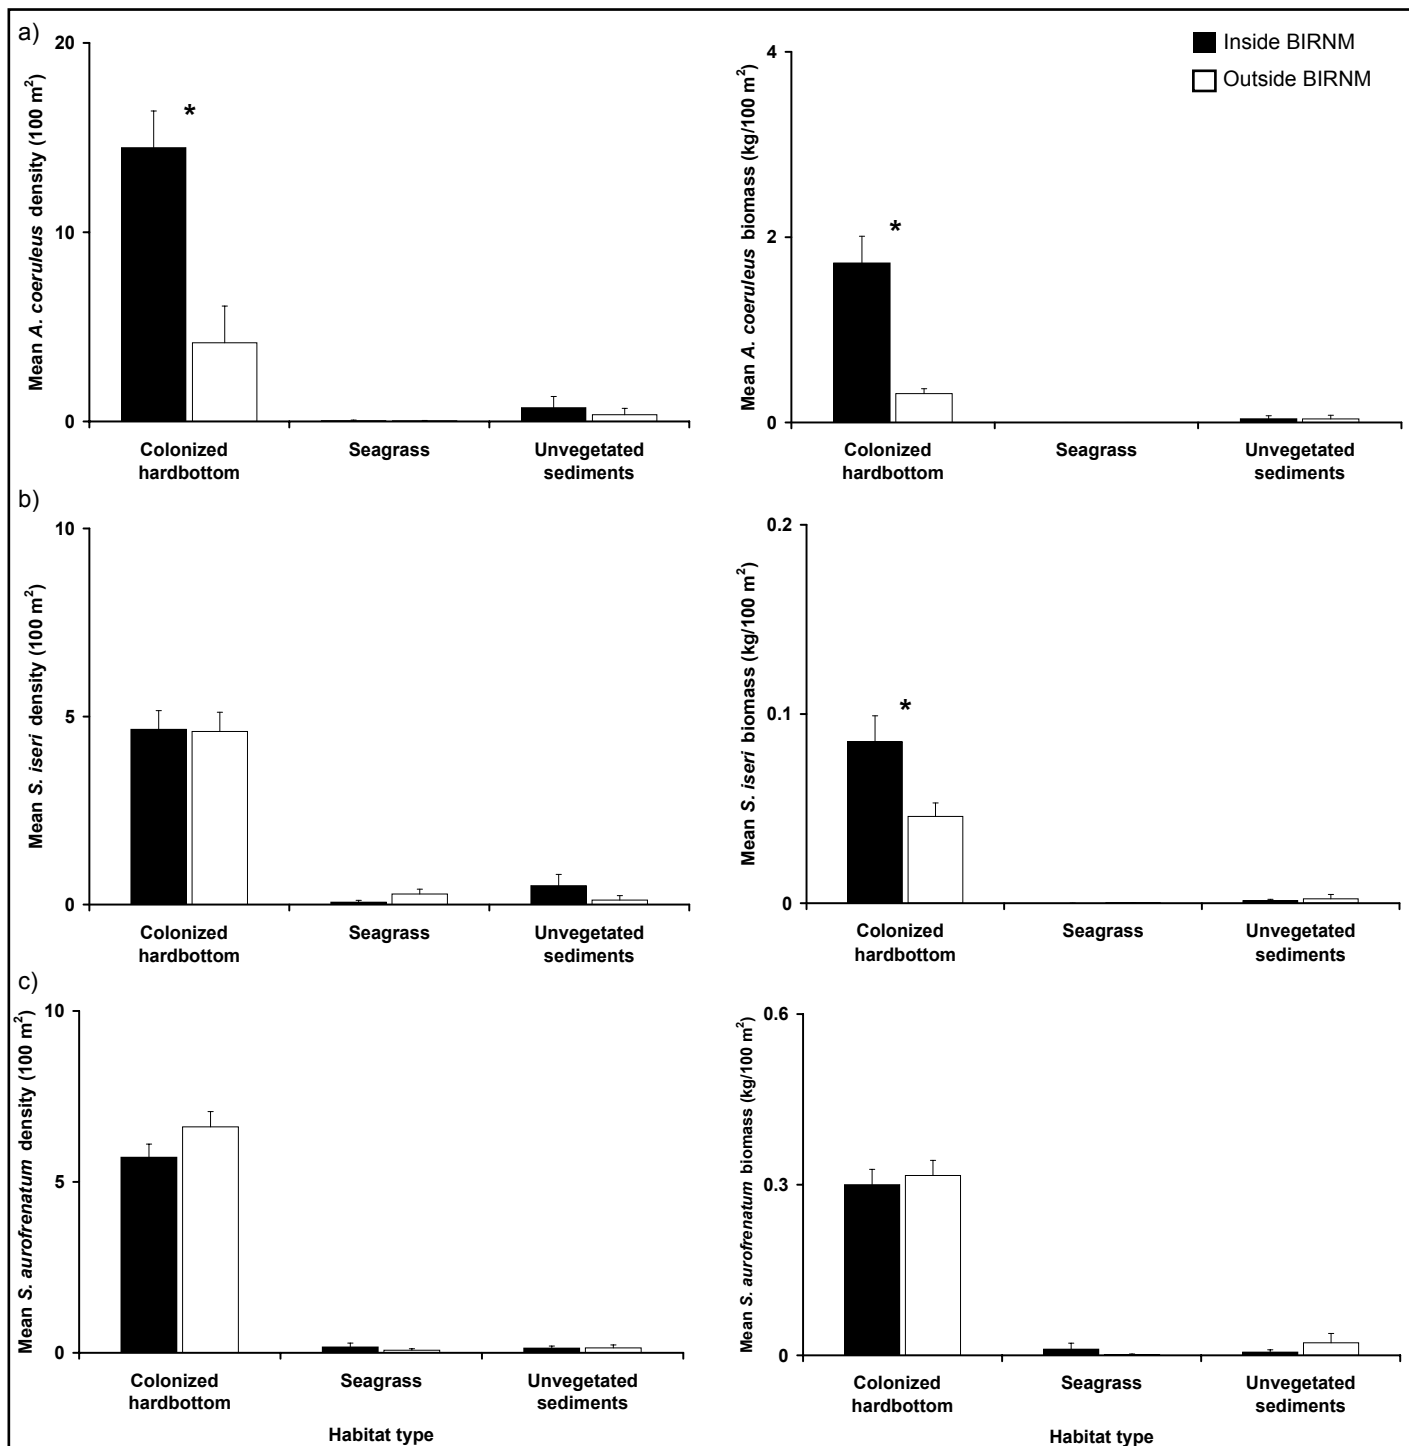 a)
Mean A. coeruleus density (100 m²)
20
10
0
*
Colonized hardbottom
Seagrass
Unvegetated sediments
Mean A. coeruleus biomass (kg/100 m²)
4
2
0
*
Inside BIRNM
Outside BIRNM
Colonized hardbottom
Seagrass
Unvegetated sediments
b)
Mean S. iseri density (100 m²)
10
5
0
Colonized hardbottom
Seagrass
Unvegetated sediments
Mean S. iseri biomass (kg/100 m²)
0.2
0.1
0
*
Colonized hardbottom
Seagrass
Unvegetated sediments
c)
Mean S. aurofrenatum density (100 m²)
10
5
0
Colonized hardbottom
Seagrass
Unvegetated sediments
Habitat type
Mean S. aurofrenatum biomass (kg/100 m²)
0.6
0.3
0
Colonized hardbottom
Seagrass
Unvegetated sediments
Habitat type